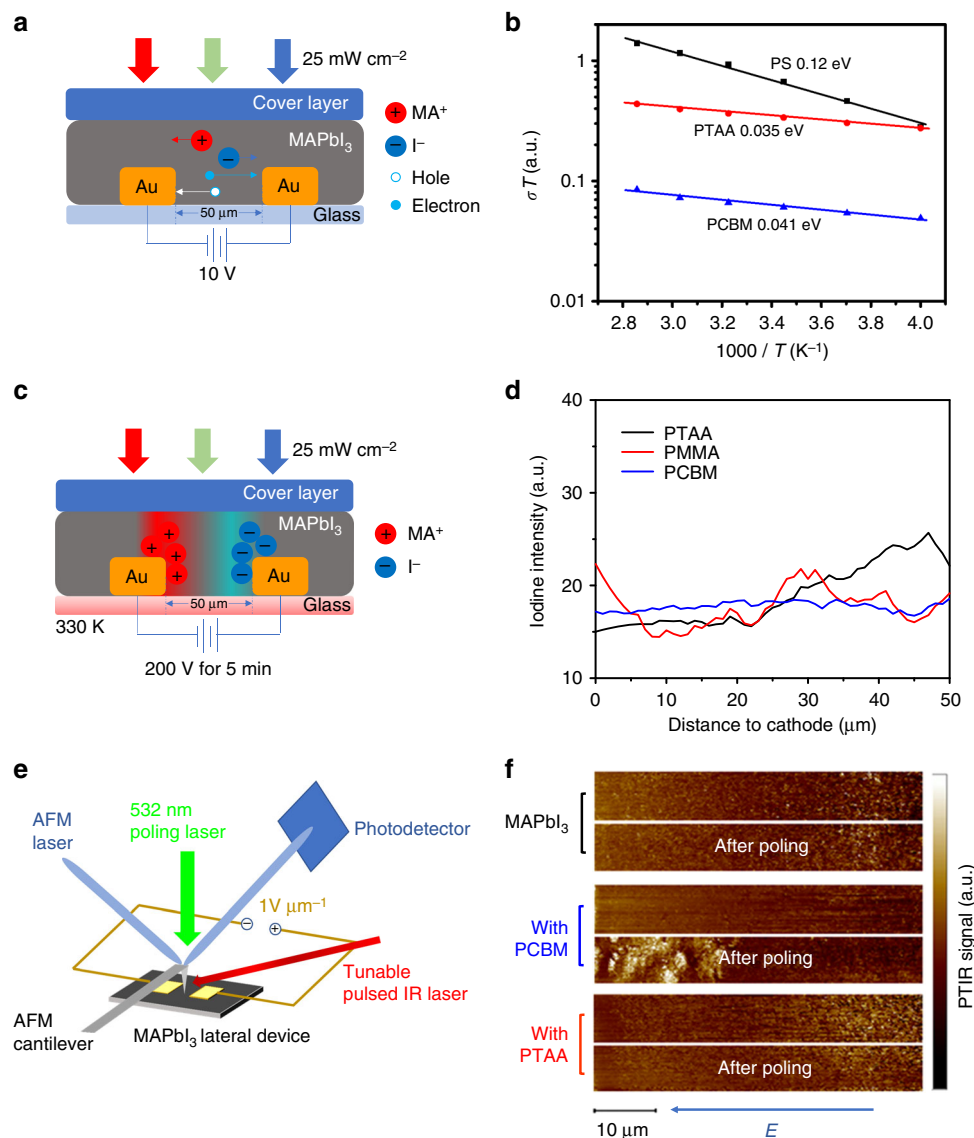 a
25 mW cm⁻²
Cover layer
MAPbI₃
+
−
Au
Au
50 μm
Glass
10 V
+ MA⁺
− I⁻
Hole
Electron
b
σT (a.u.)
1
0.1
0.01
PS 0.12 eV
PTAA 0.035 eV
PCBM 0.041 eV
2.8 3.0 3.2 3.4 3.6 3.8 4.0
1000 / T (K⁻¹)
c
25 mW cm⁻²
Cover layer
MAPbI₃
+ + + +
− − − − −
Au
Au
50 μm
Glass
330 K
200 V for 5 min
+ MA⁺
− I⁻
d
Iodine intensity (a.u.)
40
30
20
10
PTAA
PMMA
PCBM
0 10 20 30 40 50
Distance to cathode (μm)
e
AFM
laser
532 nm
poling laser
Photodetector
1V μm⁻¹
− +
Tunable
pulsed IR laser
AFM
cantilever
MAPbI₃ lateral device
f
MAPbI₃
After poling
With
PCBM
After poling
With
PTAA
After poling
PTIR signal (a.u.)
10 μm
E